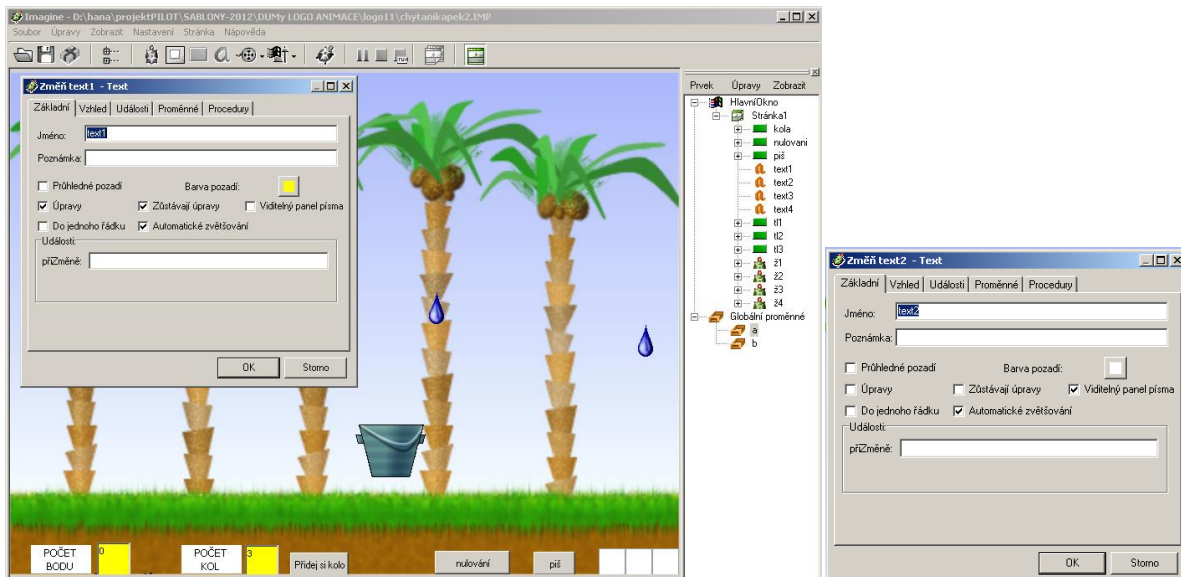 Imagine - D:\hana\projektPILOT\SABLONY-2012\DUMy LOGO ANIMACE\logo11\chytanikapek2.IMP
Soubor Úpravy Zobrazit Nastavení Stránka Nápověda
Změň text1 - Text
Základní Vzhled Události Proměnné Procedury
Jméno: text1
Poznámka:
Průhledné pozadí Barva pozadí:
Úpravy Zůstávají úpravy Viditelný panel písma
Do jednoho řádku Automatické zvětšování
Události:
přiZměně:
OK Storno
Prvek Úpravy Zobrazit
HlavníOkno
Stránka1
kola
nulovani
piš
text1
text2
text3
text4
tl1
tl2
tl3
ž1
ž2
ž3
ž4
Globální proměnné
a
b
POČET BODU
0
POČET KOL
3
Přidej si kolo
nulování
piš
Změň text2 - Text
Základní Vzhled Události Proměnné Procedury
Jméno: text2
Poznámka:
Průhledné pozadí Barva pozadí:
Úpravy Zůstávají úpravy Viditelný panel písma
Do jednoho řádku Automatické zvětšování
Události:
přiZměně:
OK Storno